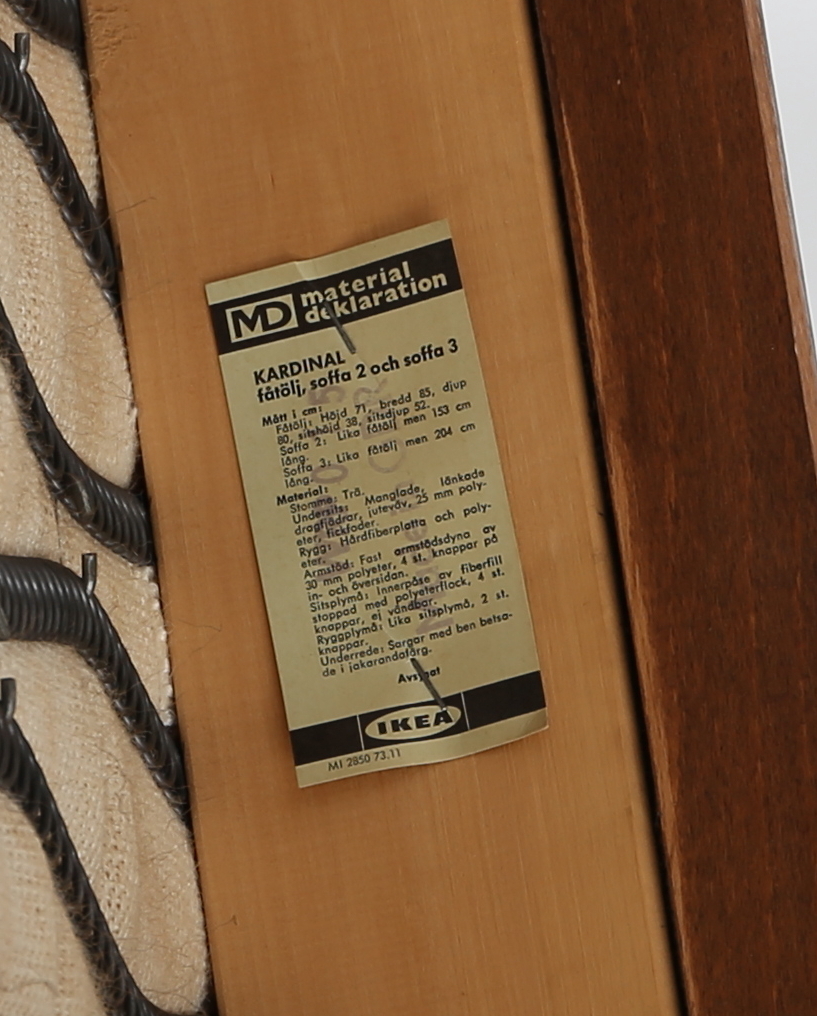 MD material
deklaration
KARDINAL
fåtölj, soffa 2 och soffa 3
Mått i cm:
Fåtölj: Höjd 71, bredd 85, djup
80, sitshöjd 38, sitsdjup 52.
Soffa 2: Lika fåtölj men 153 cm
lång.
Soffa 3: Lika fåtölj men 204 cm
lång.
Material:
Stomme: Trä.
Undersits: Manglade, länkade
dragfjädrar, juteväv, 25 mm poly-
eter, fickfoder.
Rygg: Hårdfiberplatta och poly-
eter.
Armstöd: Fast armstödsdyna av
30 mm polyeter, 4 st. knappar på
in- och översidan.
Sitsplymå: Innerpåse av fiberfill
stoppad med polyeterflock, 4 st.
knappar, ej vändbar.
Ryggplymå: Lika sitsplymå, 2 st.
knappar.
Underrede: Sargar med ben betsa-
de i jakarandafärg.
IKEA
MI 2850 73.11